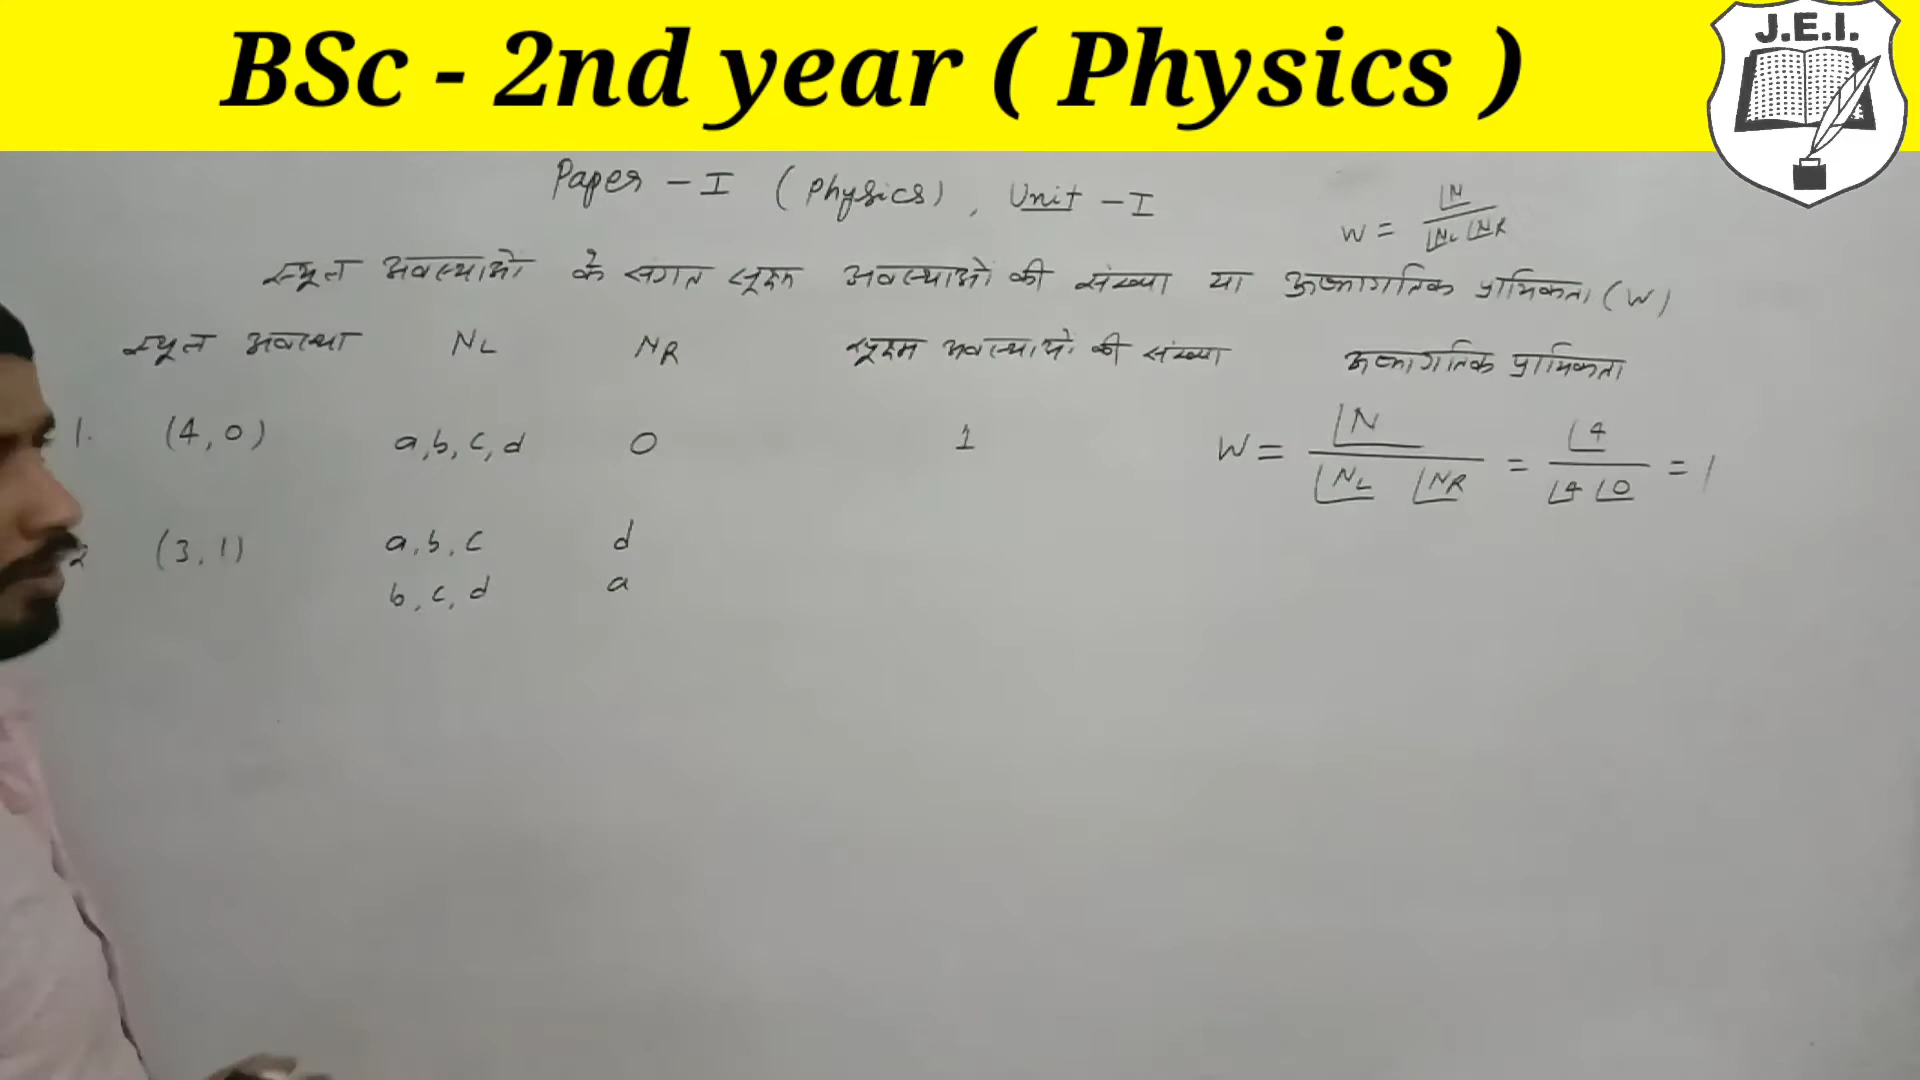 BSc - 2nd year ( Physics )
J.E.I.
Paper - I ( Physics ) , Unit - I
W = ⌊N / ⌊NL ⌊NR
स्थूल अवस्थाओं के संगत सूक्ष्म अवस्थाओं की संख्या या ऊष्मागतिक प्रायिकता (W)
स्थूल अवस्था NL NR सूक्ष्म अवस्थाओं की संख्या ऊष्मागतिक प्रायिकता
1. (4, 0) a, b, c, d 0 1 W = ⌊N / ⌊NL ⌊NR = ⌊4 / ⌊4 ⌊0 = 1
2 (3, 1) a, b, c d
b, c, d a